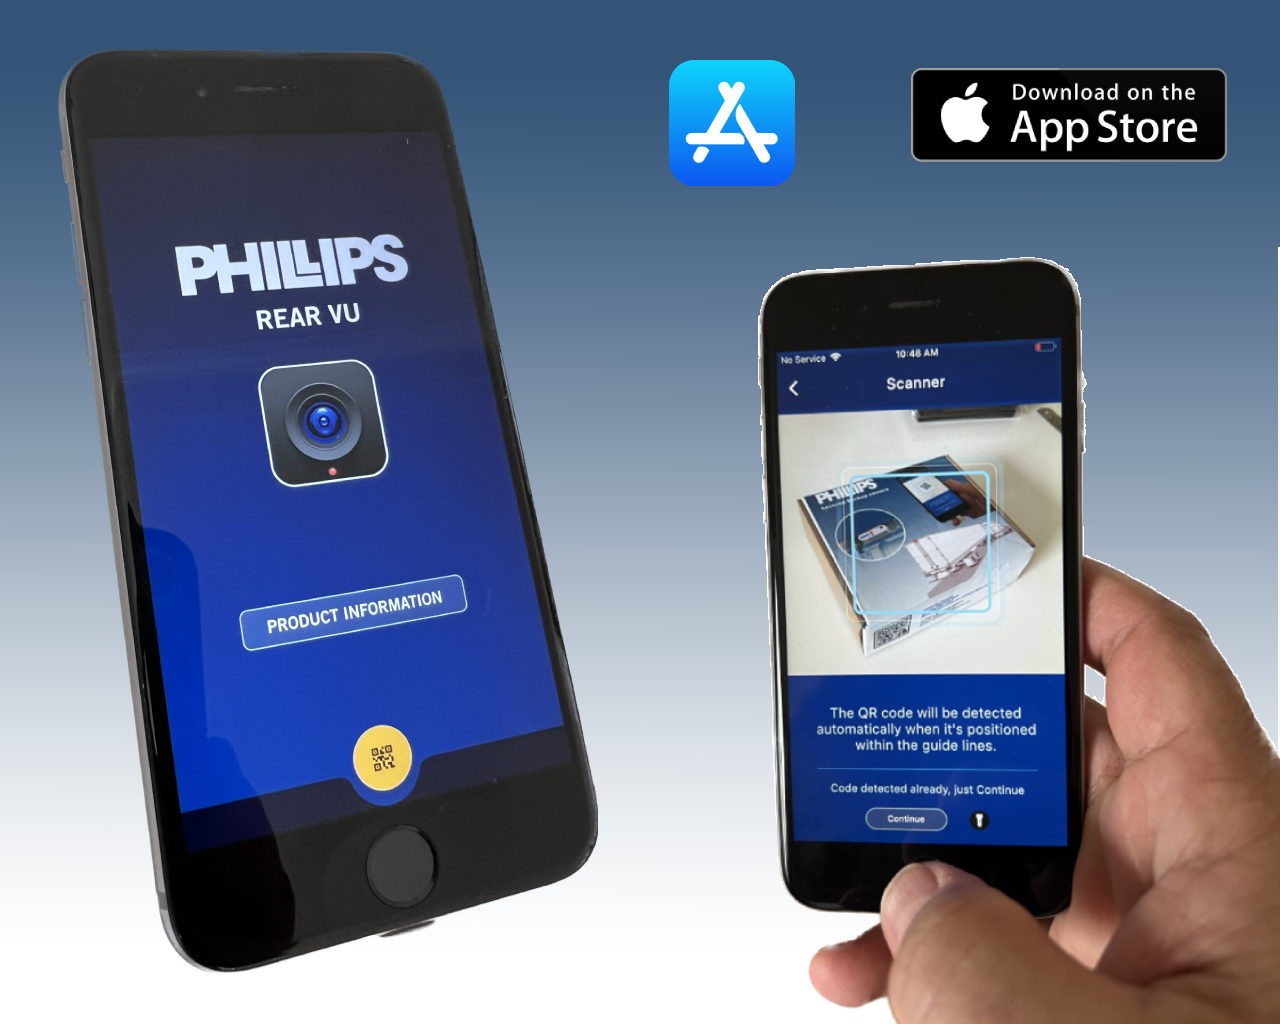 PHILLIPS
REAR VU
PRODUCT INFORMATION
Download on the
App Store
No Service
10:48 AM
Scanner
PHILLIPS
The QR code will be detected
automatically when it's positioned
within the guide lines.
Code detected already, just Continue
Continue